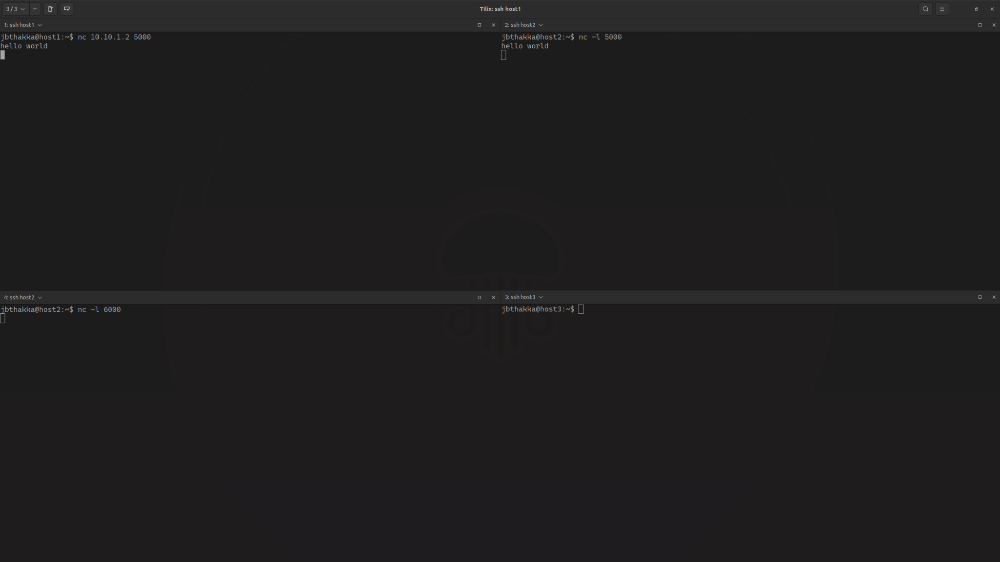 3 / 3
Tilix: ssh host1
1: ssh host1
jbthakka@host1:~$ nc 10.10.1.2 5000
hello world
2: ssh host2
jbthakka@host2:~$ nc -l 5000
hello world
4: ssh host2
jbthakka@host2:~$ nc -l 6000
3: ssh host3
jbthakka@host3:~$